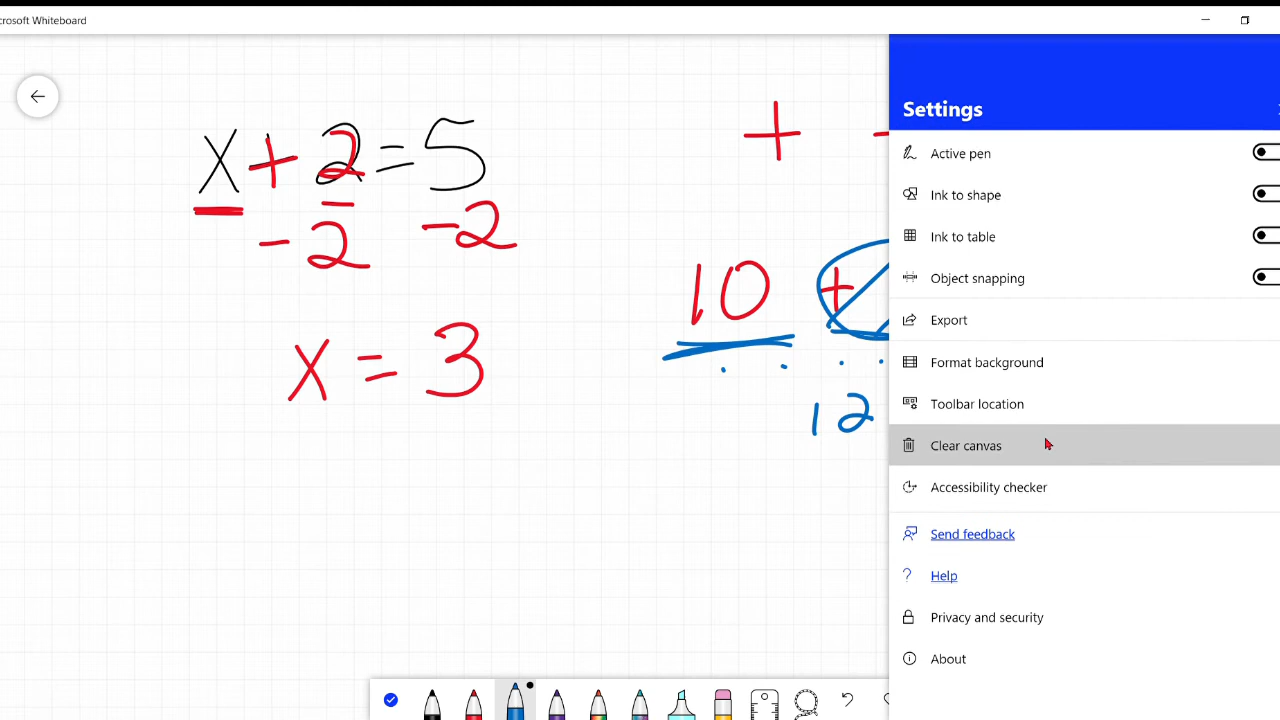 crosoft Whiteboard
x + 2 = 5
- 2 - 2
x = 3
+ -
10 +
12
Settings
Active pen
Ink to shape
Ink to table
Object snapping
Export
Format background
Toolbar location
Clear canvas
Accessibility checker
Send feedback
Help
Privacy and security
About